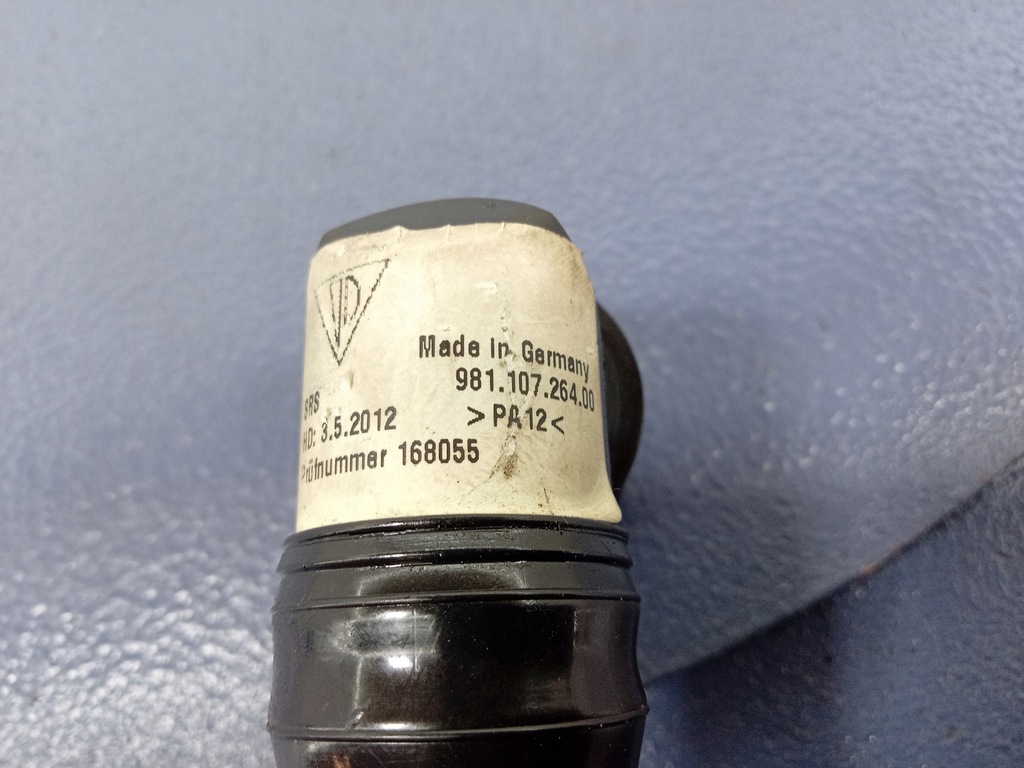 Made in Germany
981.107.264.00
>PA12<
SRS
HD: 3.5.2012
Prüfnummer 168055